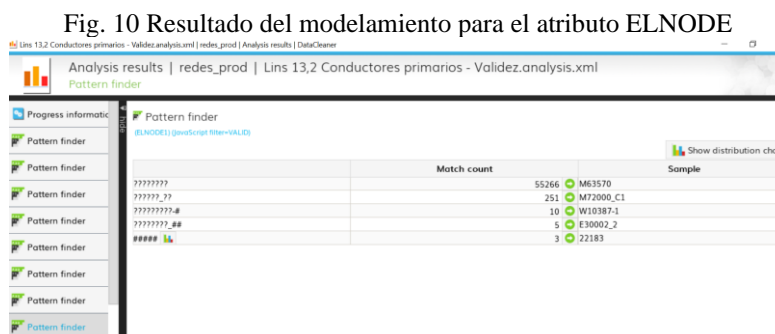 Fig. 10 Resultado del modelamiento para el atributo ELNODE
Lins 13,2 Conductores primarios - Validez.analysis.xml | redes_prod | Analysis results | DataCleaner
Analysis results | redes_prod | Lins 13,2 Conductores primarios - Validez.analysis.xml
Pattern finder
Progress informatic
Pattern finder
Pattern finder
Pattern finder
Pattern finder
Pattern finder
Pattern finder
Pattern finder
Pattern finder
hide
Pattern finder
(ELNODE1) (JavaScript filter=VALID)
Show distribution cha
Match count Sample
???????? 55266 M63570
??????_?? 251 M72000_C1
?????????-# 10 W10387-1
????????_## 5 E30002_2
##### 3 22183